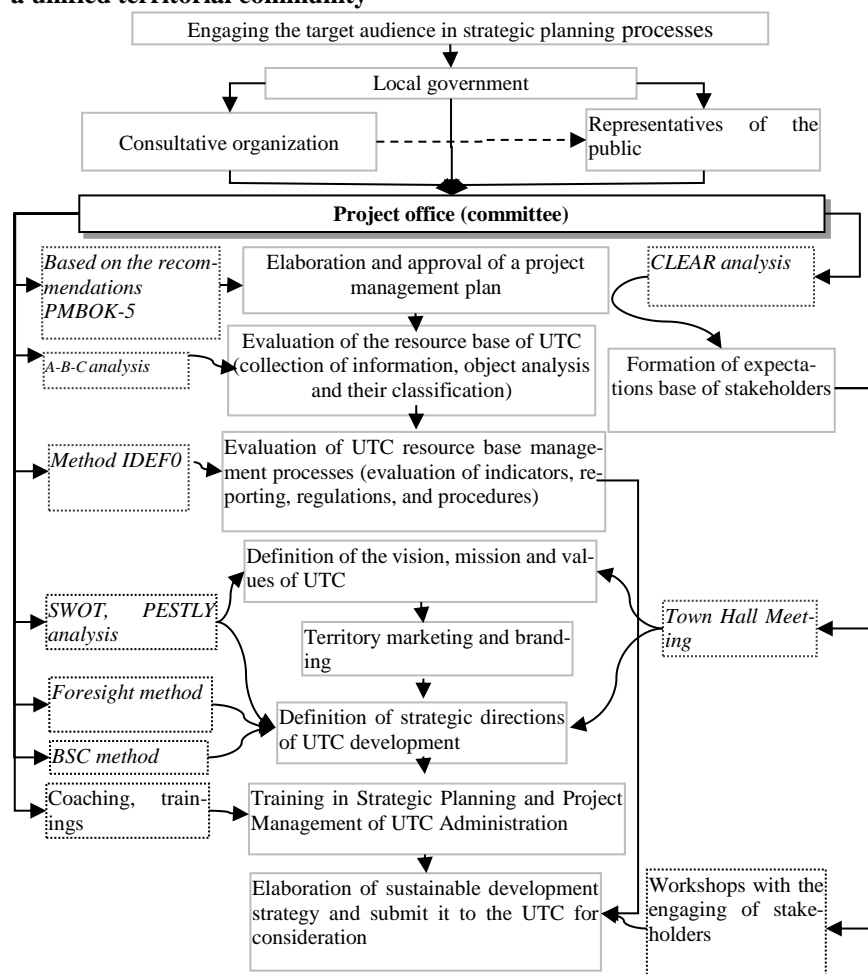 a unified territorial community
Engaging the target audience in strategic planning processes
Local government
Consultative organization
Representatives of the
public
Project office (committee)
Based on the recom-
mendations
PMBOK-5
Elaboration and approval of a project
management plan
CLEAR analysis
A-B-C analysis
Evaluation of the resource base of UTC
(collection of information, object analysis
and their classification)
Formation of expecta-
tions base of stakeholders
Method IDEF0
Evaluation of UTC resource base manage-
ment processes (evaluation of indicators, re-
porting, regulations, and procedures)
Definition of the vision, mission and val-
ues of UTC
SWOT, PESTLY
analysis
Territory marketing and brand-
ing
Town Hall Meet-
ing
Foresight method
Definition of strategic directions
of UTC development
BSC method
Coaching, train-
ings
Training in Strategic Planning and Project
Management of UTC Administration
Elaboration of sustainable development
strategy and submit it to the UTC for
consideration
Workshops with the
engaging of stake-
holders